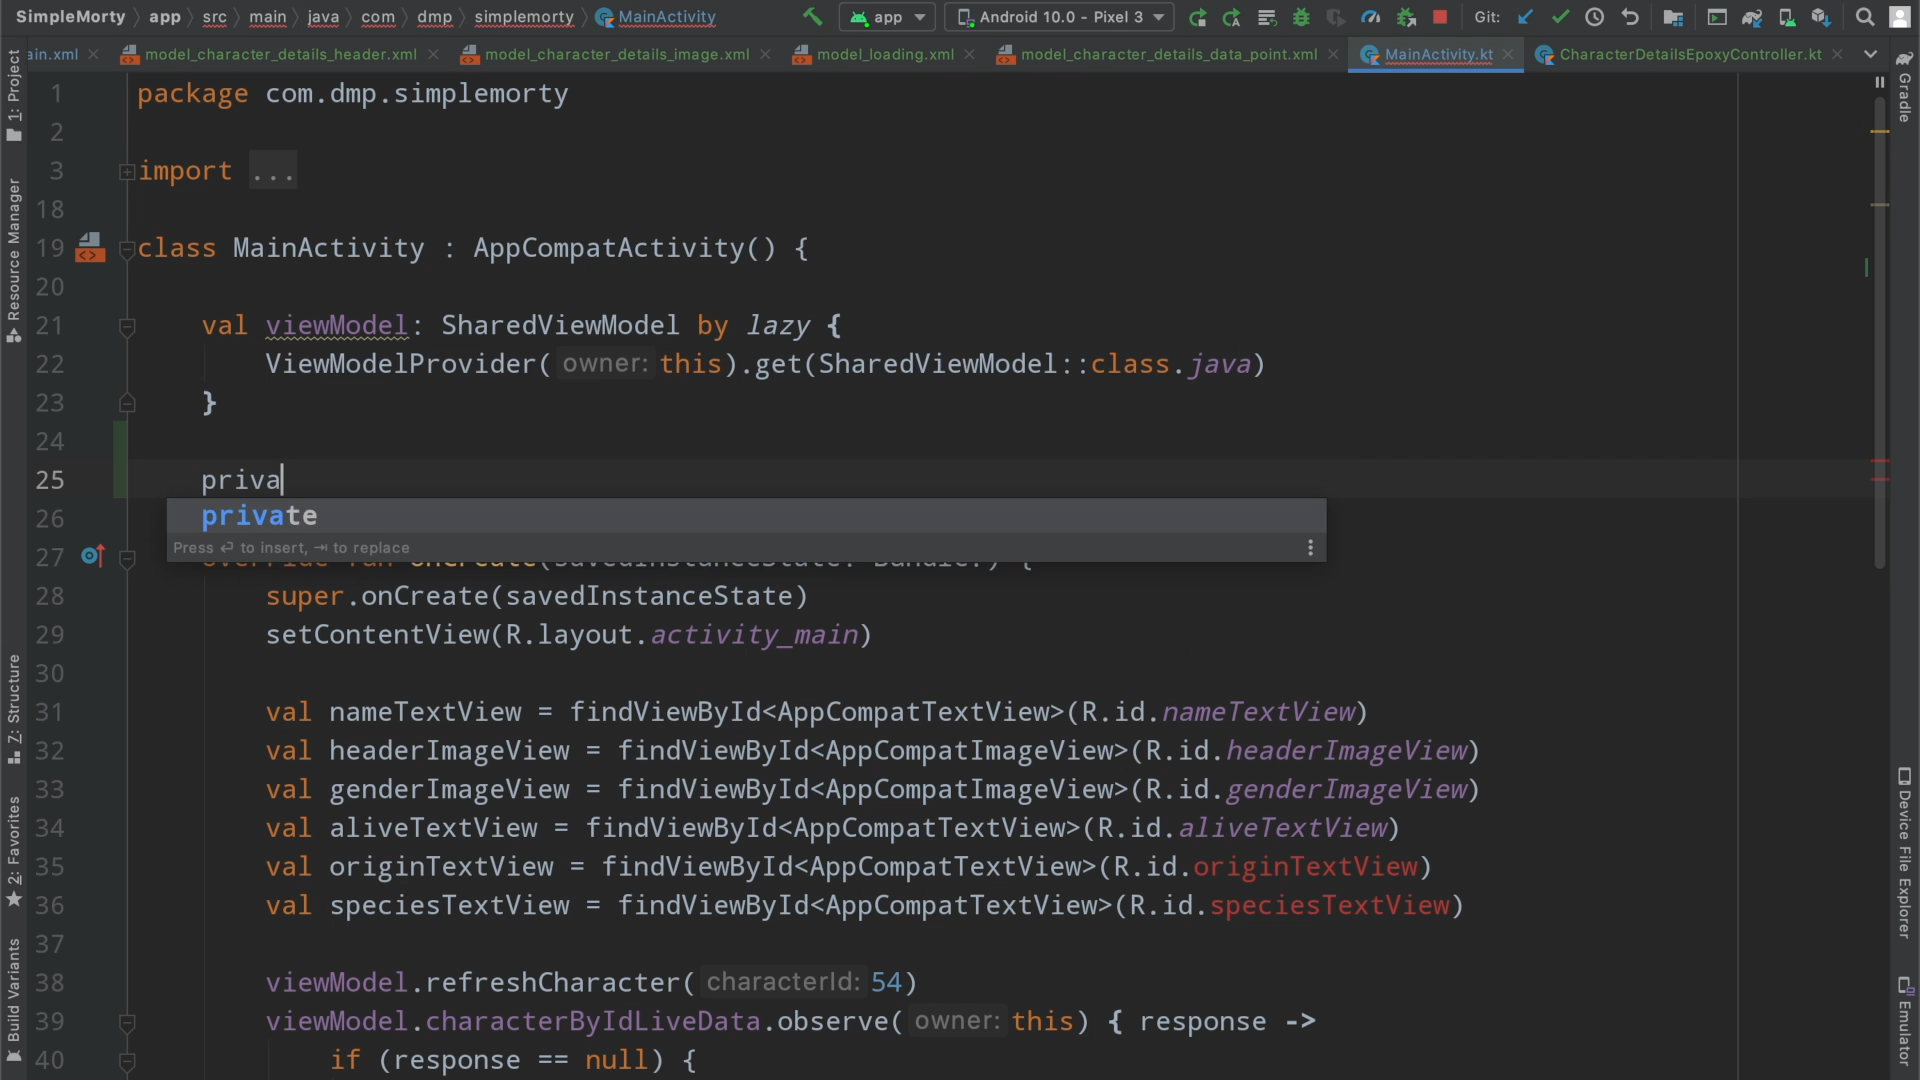 SimpleMorty app src main java com dmp simplemorty MainActivity app Android 10.0 - Pixel 3 Git:
ain.xml model_character_details_header.xml model_character_details_image.xml model_loading.xml model_character_details_data_point.xml MainActivity.kt CharacterDetailsEpoxyController.kt
1: Project
Resource Manager
Z: Structure
2: Favorites
Build Variants
Gradle
Device File Explorer
Emulator
1 package com.dmp.simplemorty
2
3 import ...
18
19 class MainActivity : AppCompatActivity() {
20
21 val viewModel: SharedViewModel by lazy {
22 ViewModelProvider( owner: this).get(SharedViewModel::class.java)
23 }
24
25 priva
private
26
Press ↵ to insert, ⇥ to replace
27 override fun onCreate(savedInstanceState: Bundle?) {
28 super.onCreate(savedInstanceState)
29 setContentView(R.layout.activity_main)
30
31 val nameTextView = findViewById<AppCompatTextView>(R.id.nameTextView)
32 val headerImageView = findViewById<AppCompatImageView>(R.id.headerImageView)
33 val genderImageView = findViewById<AppCompatImageView>(R.id.genderImageView)
34 val aliveTextView = findViewById<AppCompatTextView>(R.id.aliveTextView)
35 val originTextView = findViewById<AppCompatTextView>(R.id.originTextView)
36 val speciesTextView = findViewById<AppCompatTextView>(R.id.speciesTextView)
37
38 viewModel.refreshCharacter( characterId: 54)
39 viewModel.characterByIdLiveData.observe( owner: this) { response ->
40 if (response == null) {